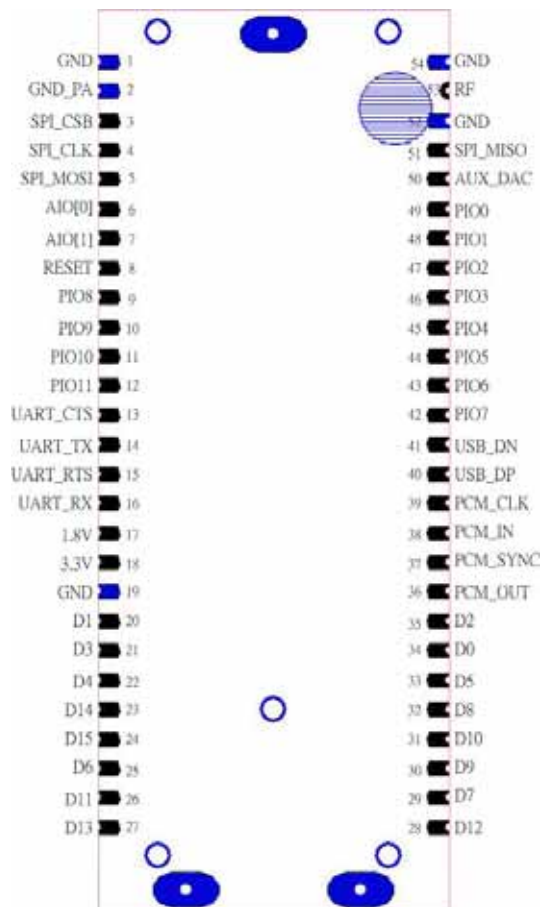 GND 1 54 GND
GND_PA 2 53 RF
SPI_CSB 3 52 GND
SPI_CLK 4 51 SPI_MISO
SPI_MOSI 5 50 AUX_DAC
AIO[0] 6 49 PIO0
AIO[1] 7 48 PIO1
RESET 8 47 PIO2
PIO8 9 46 PIO3
PIO9 10 45 PIO4
PIO10 11 44 PIO5
PIO11 12 43 PIO6
UART_CTS 13 42 PIO7
UART_TX 14 41 USB_DN
UART_RTS 15 40 USB_DP
UART_RX 16 39 PCM_CLK
1.8V 17 38 PCM_IN
3.3V 18 37 PCM_SYNC
GND 19 36 PCM_OUT
D1 20 35 D2
D3 21 34 D0
D4 22 33 D5
D14 23 32 D8
D15 24 31 D10
D6 25 30 D9
D11 26 29 D7
D13 27 28 D12